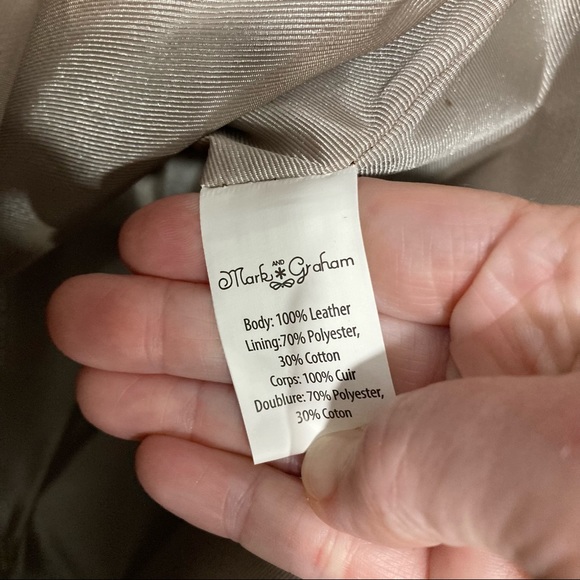 Mark AND Graham
Body: 100% Leather
Lining:70% Polyester,
30% Cotton
Corps: 100% Cuir
Doublure: 70% Polyester,
30% Coton